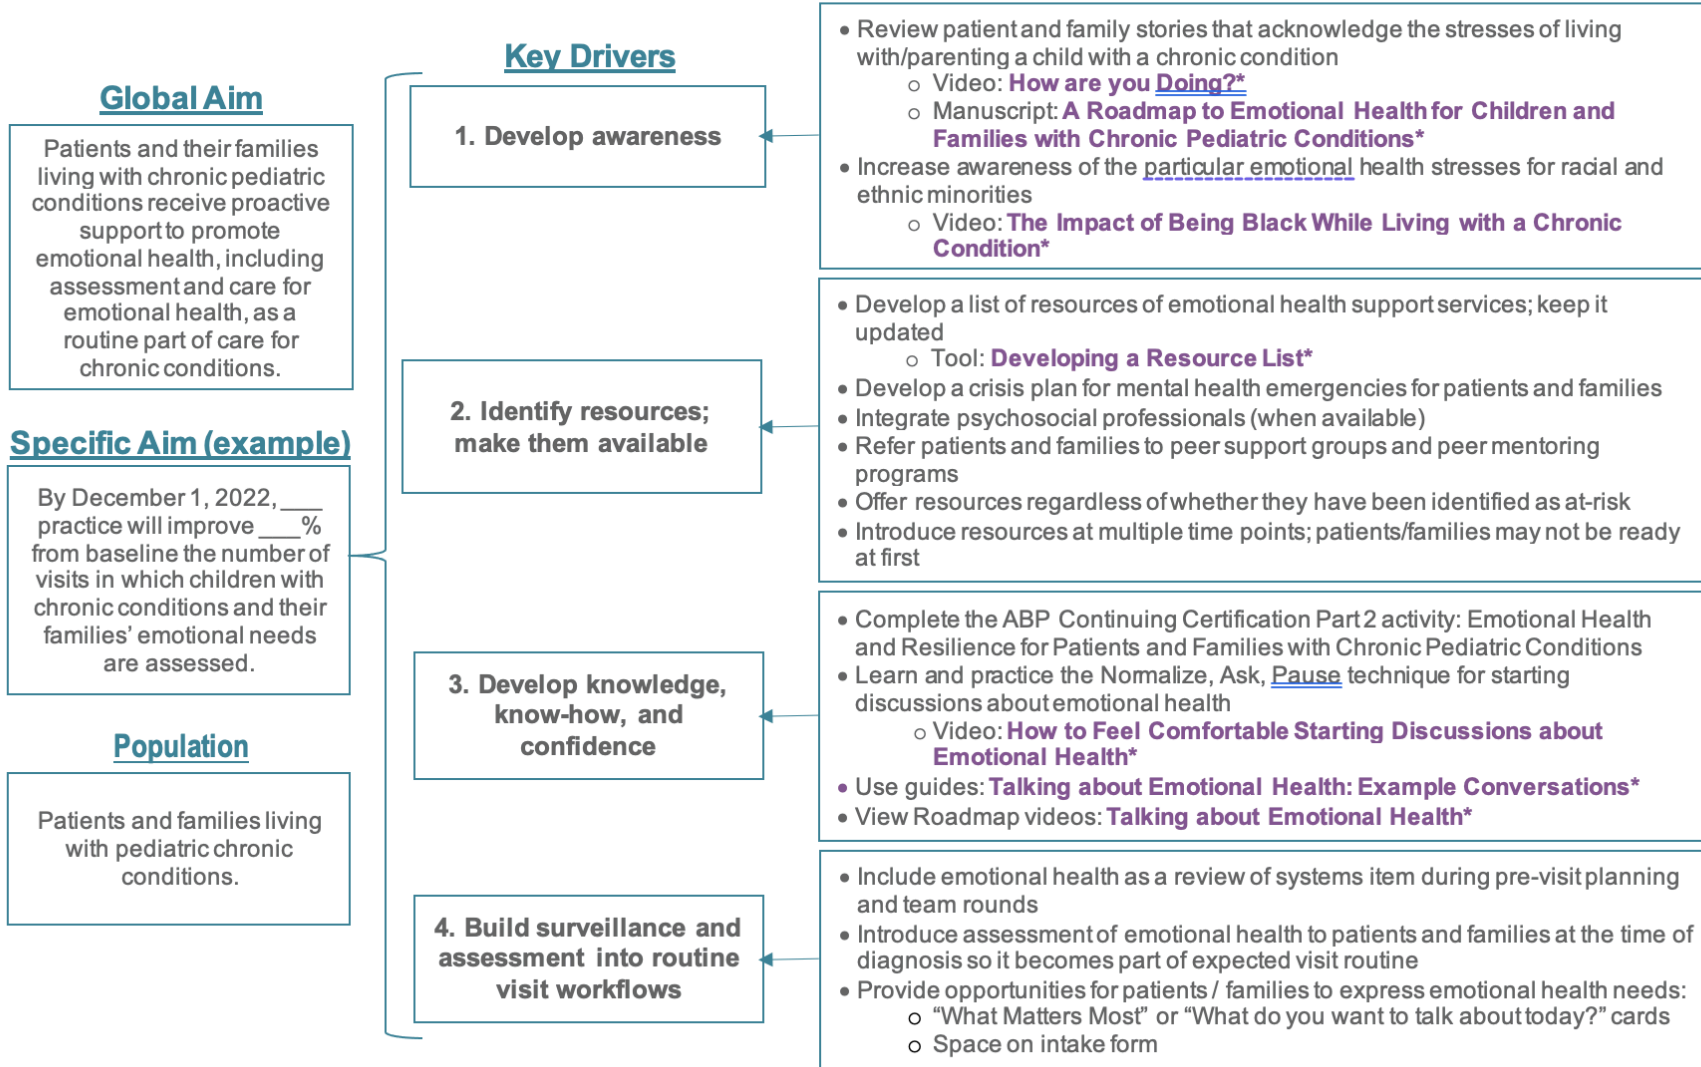 Global Aim
Patients and their families
living with chronic pediatric
conditions receive proactive
support to promote
emotional health, including
assessment and care for
emotional health, as a
routine part of care for
chronic conditions.
Specific Aim (example)
By December 1, 2022, ___
practice will improve ___%
from baseline the number of
visits in which children with
chronic conditions and their
families’ emotional needs
are assessed.
Population
Patients and families living
with pediatric chronic
conditions.
Key Drivers
1. Develop awareness
2. Identify resources;
make them available
3. Develop knowledge,
know-how, and
confidence
4. Build surveillance and
assessment into routine
visit workflows
• Review patient and family stories that acknowledge the stresses of living
with/parenting a child with a chronic condition
o Video: How are you Doing?*
o Manuscript: A Roadmap to Emotional Health for Children and
Families with Chronic Pediatric Conditions*
• Increase awareness of the particular emotional health stresses for racial and
ethnic minorities
o Video: The Impact of Being Black While Living with a Chronic
Condition*
• Develop a list of resources of emotional health support services; keep it
updated
o Tool: Developing a Resource List*
• Develop a crisis plan for mental health emergencies for patients and families
• Integrate psychosocial professionals (when available)
• Refer patients and families to peer support groups and peer mentoring
programs
• Offer resources regardless of whether they have been identified as at-risk
• Introduce resources at multiple time points; patients/families may not be ready
at first
• Complete the ABP Continuing Certification Part 2 activity: Emotional Health
and Resilience for Patients and Families with Chronic Pediatric Conditions
• Learn and practice the Normalize, Ask, Pause technique for starting
discussions about emotional health
o Video: How to Feel Comfortable Starting Discussions about
Emotional Health*
• Use guides: Talking about Emotional Health: Example Conversations*
• View Roadmap videos: Talking about Emotional Health*
• Include emotional health as a review of systems item during pre-visit planning
and team rounds
• Introduce assessment of emotional health to patients and families at the time of
diagnosis so it becomes part of expected visit routine
• Provide opportunities for patients / families to express emotional health needs:
o “What Matters Most” or “What do you want to talk about today?” cards
o Space on intake form